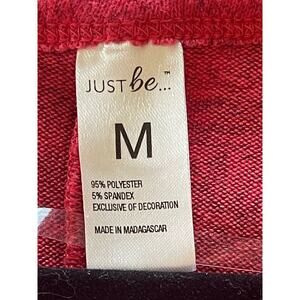 JUST be...™
M
95% POLYESTER
5% SPANDEX
EXCLUSIVE OF DECORATION
MADE IN MADAGASCAR